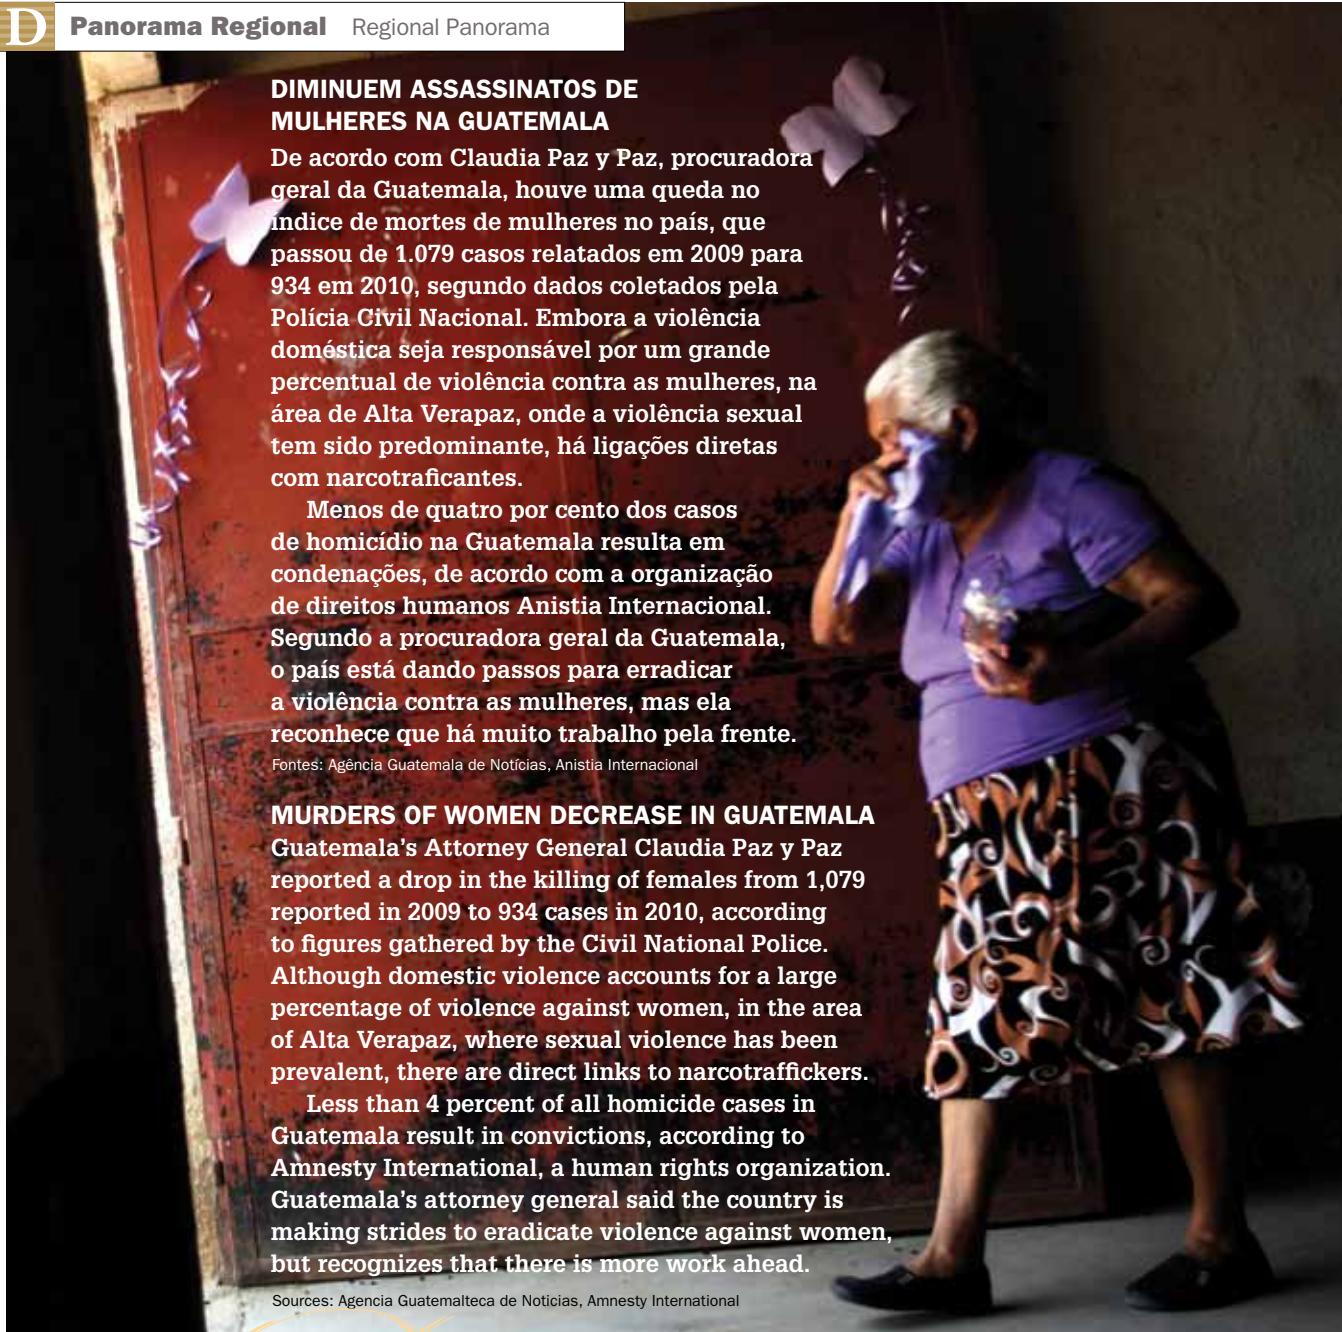 D Panorama Regional Regional Panorama
DIMINUEM ASSASSINATOS DE
MULHERES NA GUATEMALA
De acordo com Claudia Paz y Paz, procuradora
geral da Guatemala, houve uma queda no
índice de mortes de mulheres no país, que
passou de 1.079 casos relatados em 2009 para
934 em 2010, segundo dados coletados pela
Polícia Civil Nacional. Embora a violência
doméstica seja responsável por um grande
percentual de violência contra as mulheres, na
área de Alta Verapaz, onde a violência sexual
tem sido predominante, há ligações diretas
com narcotraficantes.
Menos de quatro por cento dos casos
de homicídio na Guatemala resulta em
condenações, de acordo com a organização
de direitos humanos Anistia Internacional.
Segundo a procuradora geral da Guatemala,
o país está dando passos para erradicar
a violência contra as mulheres, mas ela
reconhece que há muito trabalho pela frente.
Fontes: Agência Guatemala de Notícias, Anistia Internacional
MURDERS OF WOMEN DECREASE IN GUATEMALA
Guatemala's Attorney General Claudia Paz y Paz
reported a drop in the killing of females from 1,079
reported in 2009 to 934 cases in 2010, according
to figures gathered by the Civil National Police.
Although domestic violence accounts for a large
percentage of violence against women, in the area
of Alta Verapaz, where sexual violence has been
prevalent, there are direct links to narcotraffickers.
Less than 4 percent of all homicide cases in
Guatemala result in convictions, according to
Amnesty International, a human rights organization.
Guatemala's attorney general said the country is
making strides to eradicate violence against women,
but recognizes that there is more work ahead.
Sources: Agencia Guatemalteca de Noticias, Amnesty International